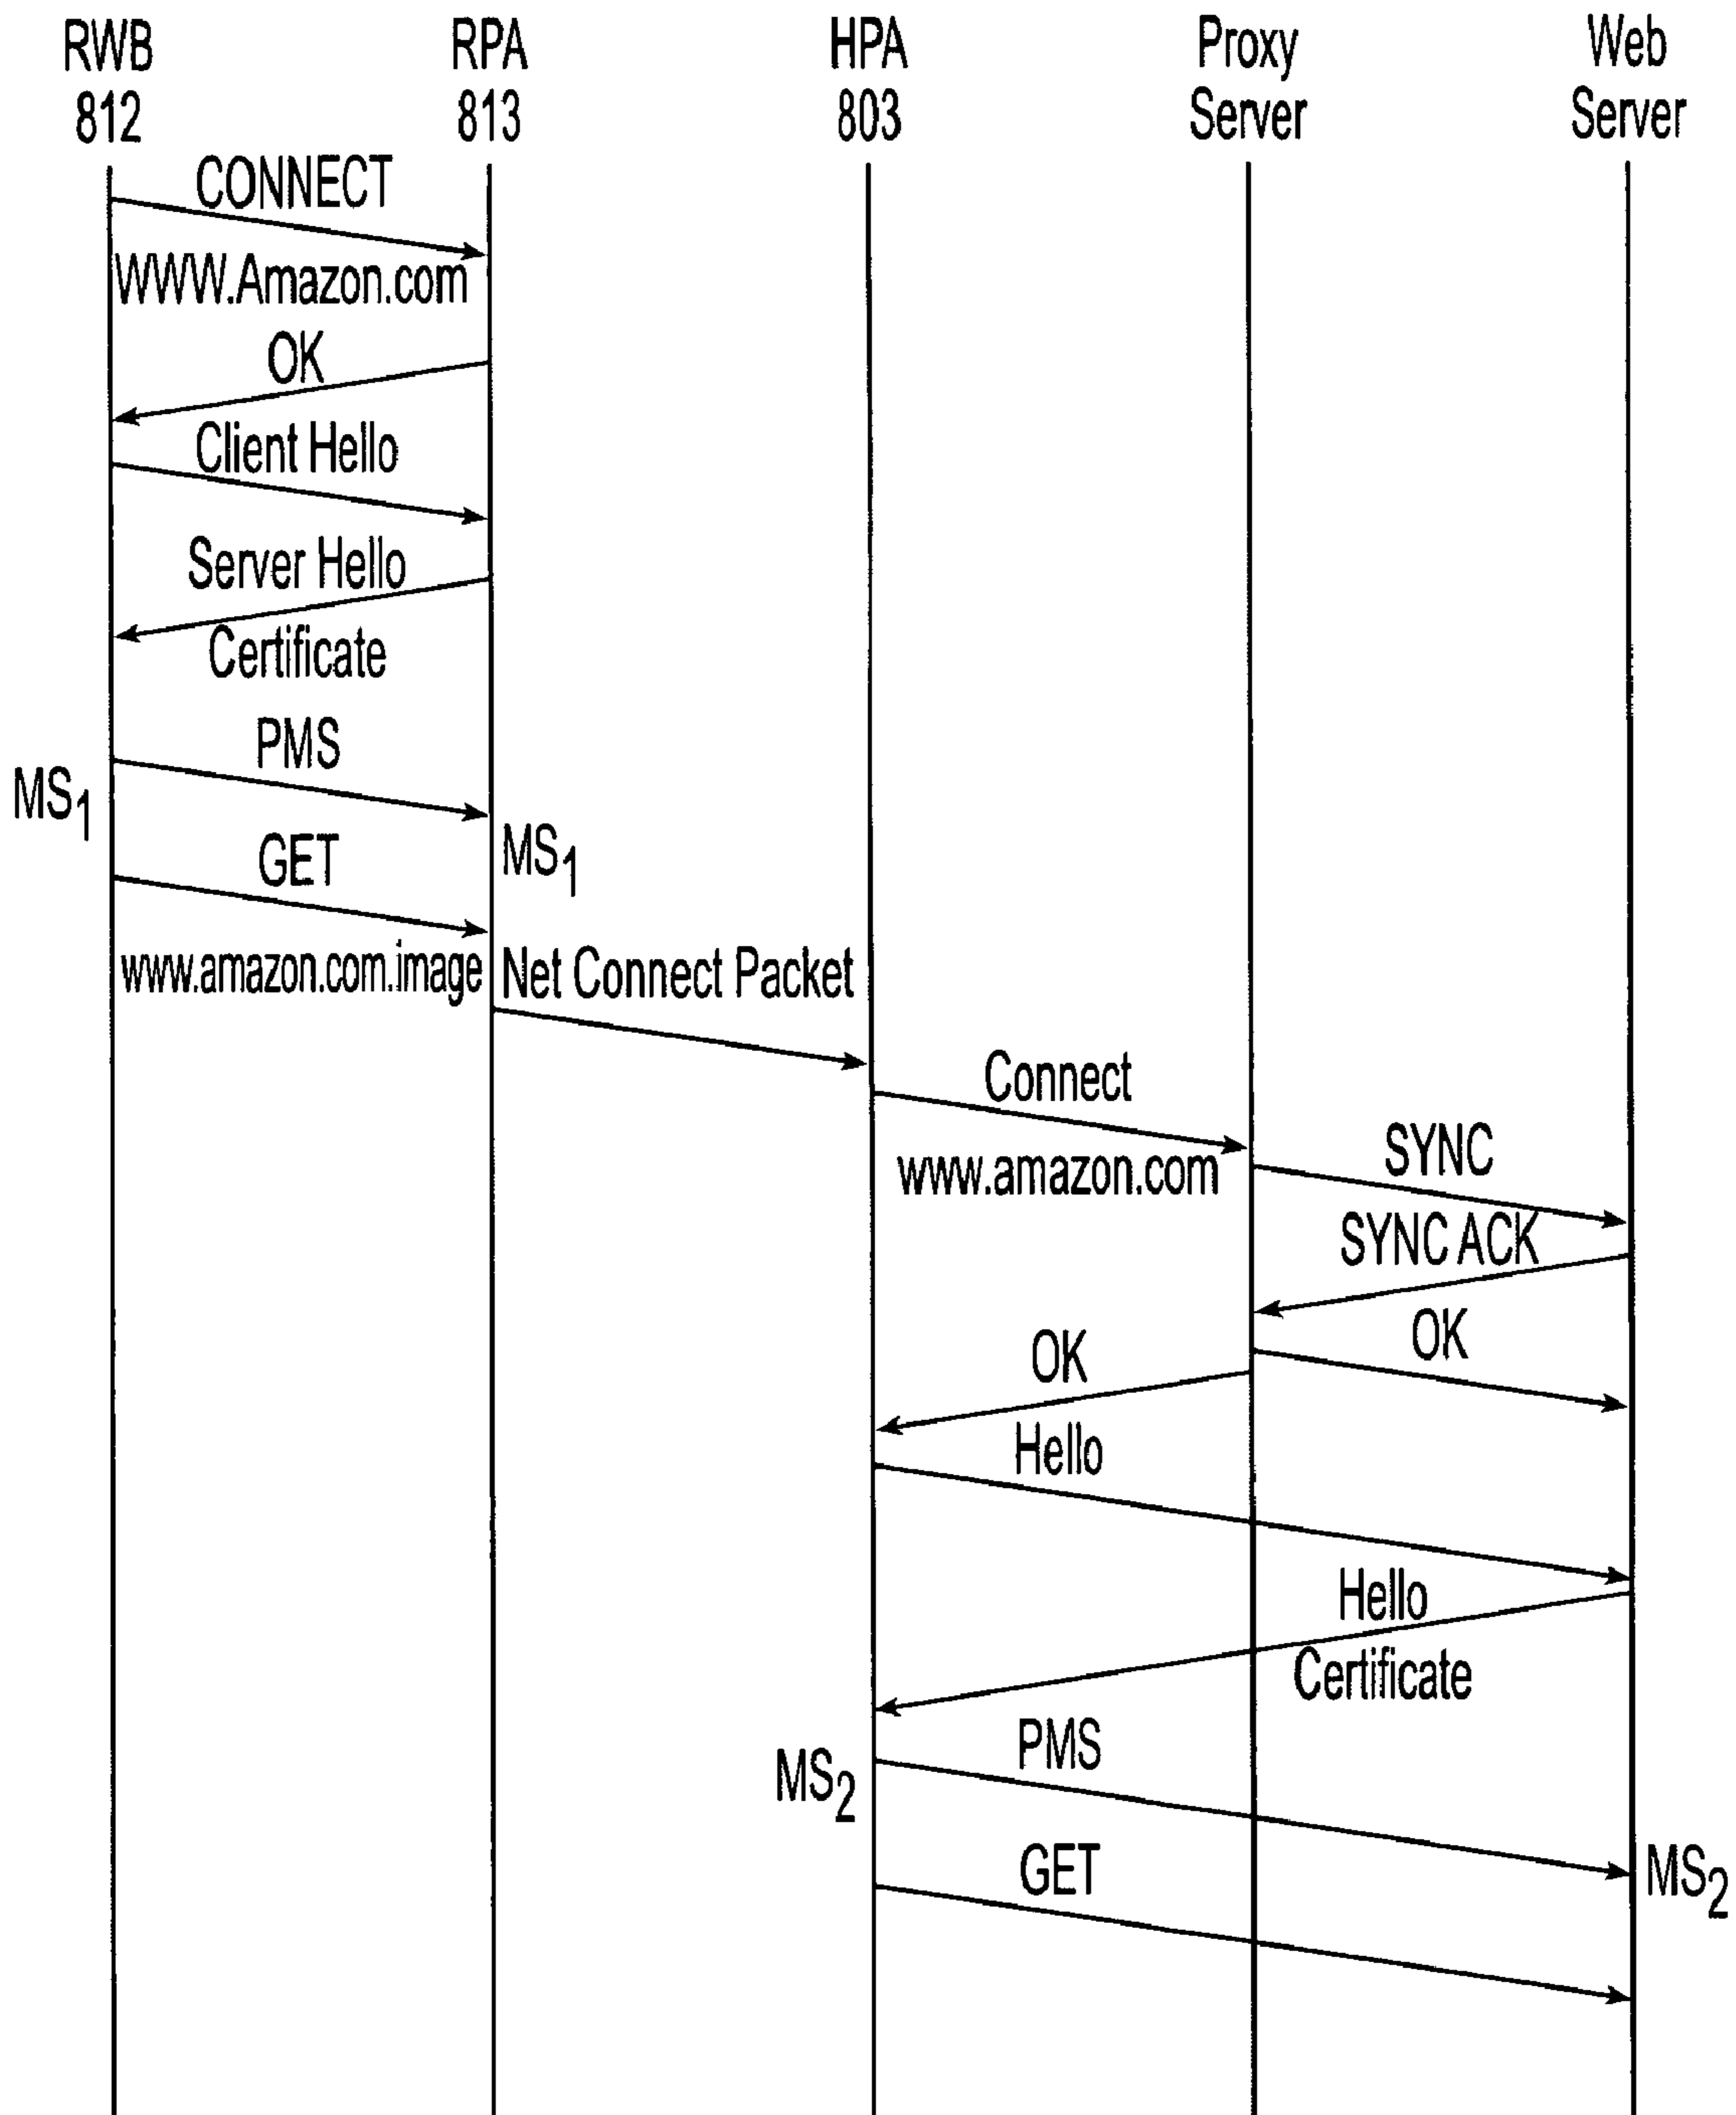 RWB
812
RPA
813
HPA
803
Proxy
Server
Web
Server
CONNECT
WWW.Amazon.com
OK
Client Hello
Server Hello
Certificate
PMS
MS1
MS1
GET
www.amazon.com.image
Net Connect Packet
Connect
www.amazon.com
SYNC
SYNC ACK
OK
OK
Hello
Hello
Certificate
PMS
MS2
GET
MS2